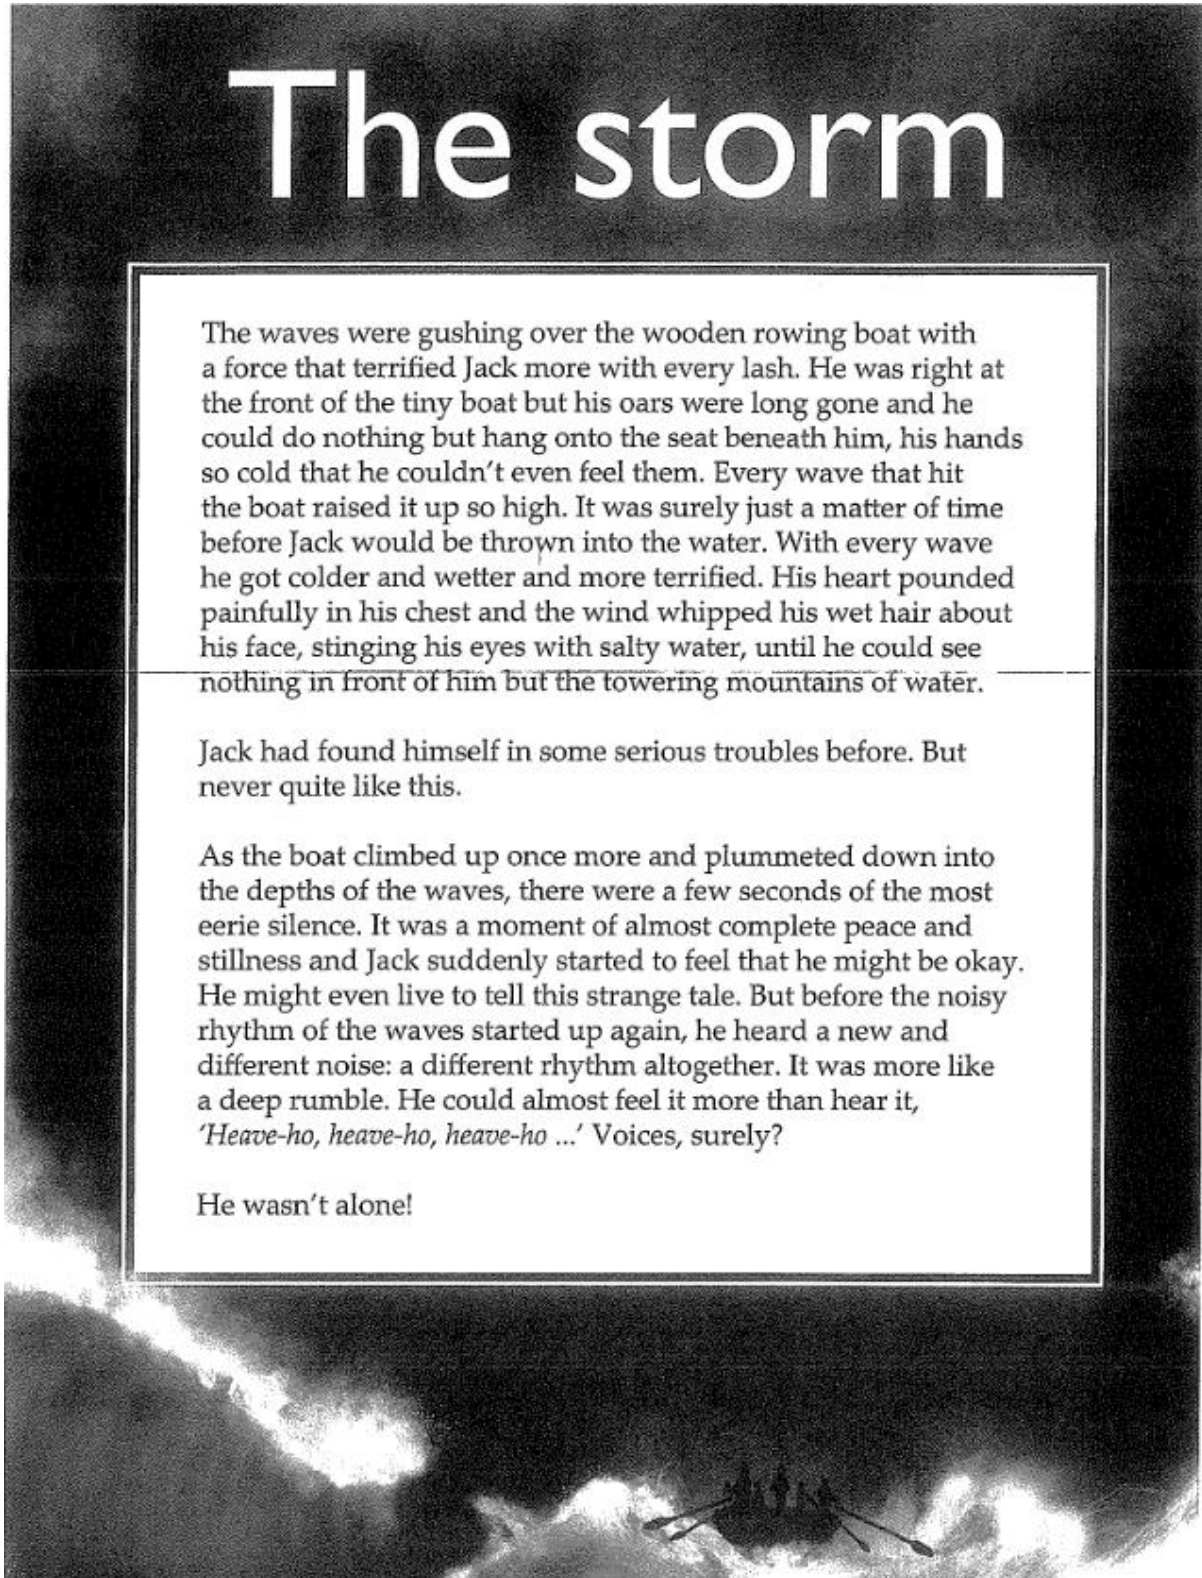 The storm
The waves were gushing over the wooden rowing boat with
a force that terrified Jack more with every lash. He was right at
the front of the tiny boat but his oars were long gone and he
could do nothing but hang onto the seat beneath him, his hands
so cold that he couldn't even feel them. Every wave that hit
the boat raised it up so high. It was surely just a matter of time
before Jack would be thrown into the water. With every wave
he got colder and wetter and more terrified. His heart pounded
painfully in his chest and the wind whipped his wet hair about
his face, stinging his eyes with salty water, until he could see
nothing in front of him but the towering mountains of water.
Jack had found himself in some serious troubles before. But
never quite like this.
As the boat climbed up once more and plummeted down into
the depths of the waves, there were a few seconds of the most
eerie silence. It was a moment of almost complete peace and
stillness and Jack suddenly started to feel that he might be okay.
He might even live to tell this strange tale. But before the noisy
rhythm of the waves started up again, he heard a new and
different noise: a different rhythm altogether. It was more like
a deep rumble. He could almost feel it more than hear it,
'Heave-ho, heave-ho, heave-ho ...' Voices, surely?
He wasn't alone!